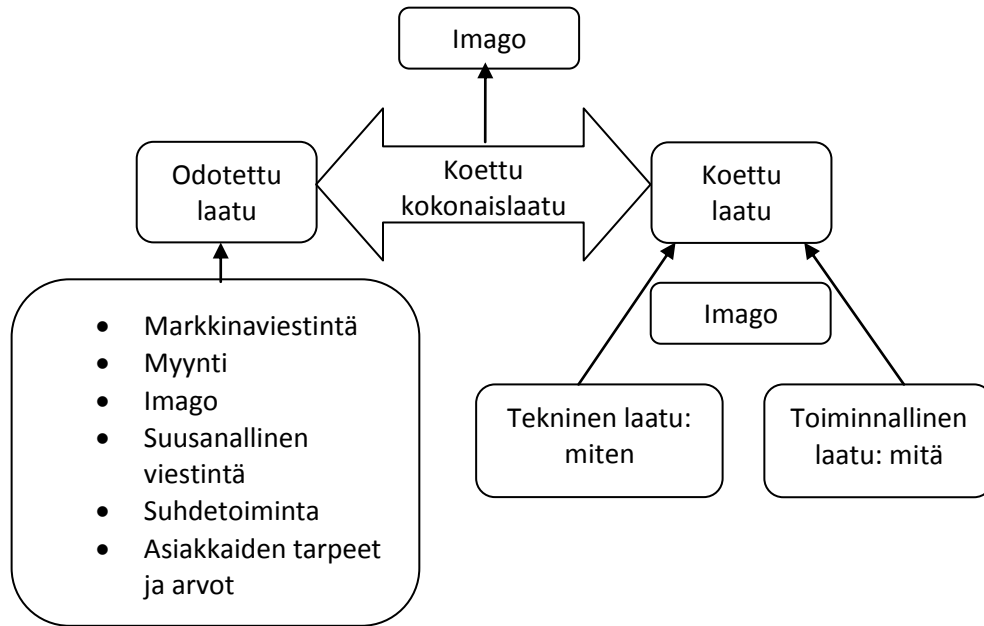 Imago
Odotettu
laatu
Koettu
kokonaislaatu
Koettu
laatu
Imago
• Markkinaviestintä
• Myynti
• Imago
• Suusanallinen
viestintä
• Suhdetoiminta
• Asiakkaiden tarpeet
ja arvot
Tekninen laatu:
miten
Toiminnallinen
laatu: mitä